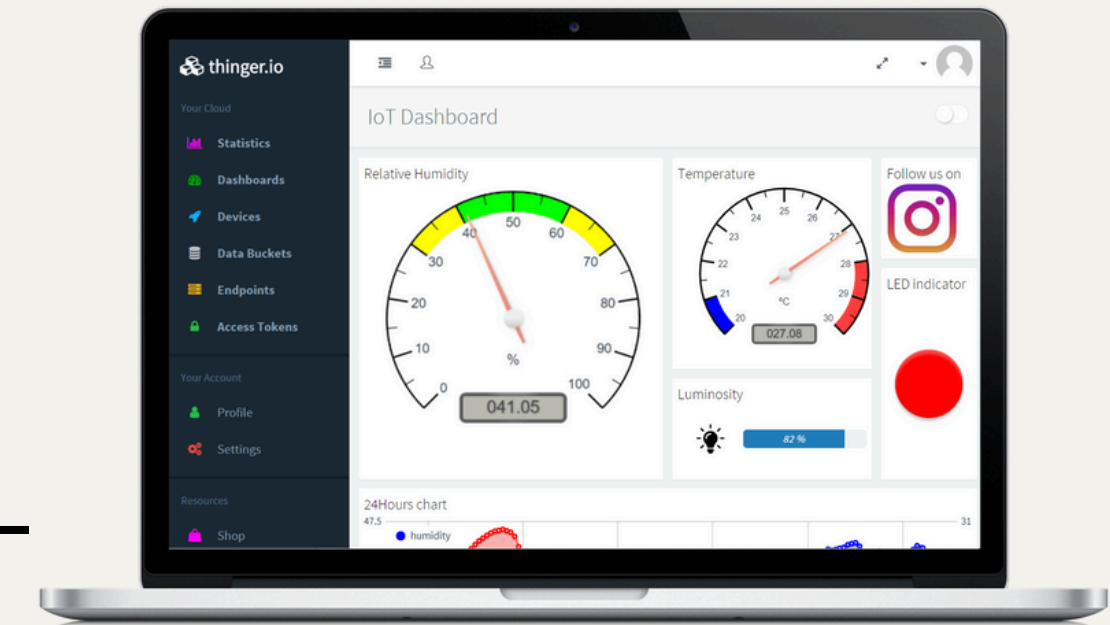 thinger.io
Your Cloud
Statistics
Dashboards
Devices
Data Buckets
Endpoints
Access Tokens
Your Account
Profile
Settings
Resources
Shop
IoT Dashboard
Relative Humidity
0
10
20
30
40
50
60
70
80
90
100
%
041.05
Temperature
20
21
22
23
24
25
26
27
28
29
30
°C
027.08
Follow us on
LED indicator
Luminosity
82 %
24Hours chart
47.5
humidity
31